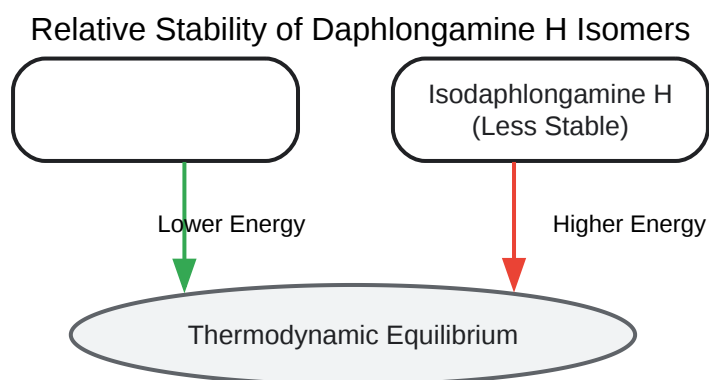 Relative Stability of Daphlongamine H Isomers
Isodaphlongamine H
(Less Stable)
Lower Energy
Higher Energy
Thermodynamic Equilibrium